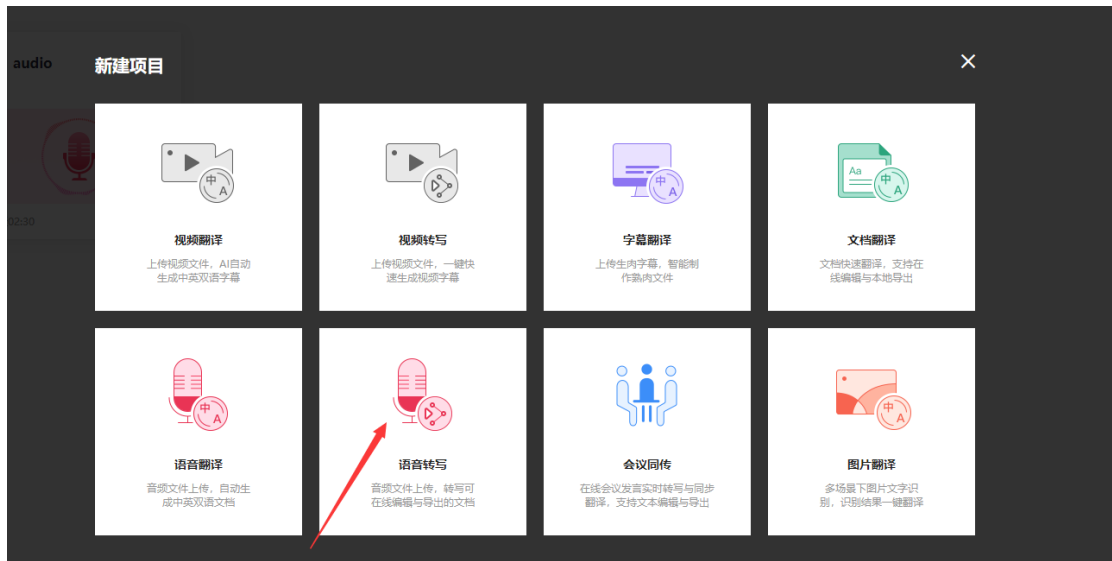 audio
新建项目
02:30
中
A
中
A
Aa
中
A
视频翻译
视频转写
字幕翻译
文档翻译
上传视频文件，AI自动
生成中英双语字幕
上传视频文件，一键快
速生成视频字幕
上传生肉字幕，智能制
作熟肉文件
文档快速翻译，支持在
线编辑与本地导出
中
A
中
A
语音翻译
语音转写
会议同传
图片翻译
音频文件上传，自动生
成中英双语文档
音频文件上传，转写可
在线编辑与导出的文档
在线会议发言实时转写与同步
翻译，支持文本编辑与导出
多场景下图片文字识
别，识别结果一键翻译